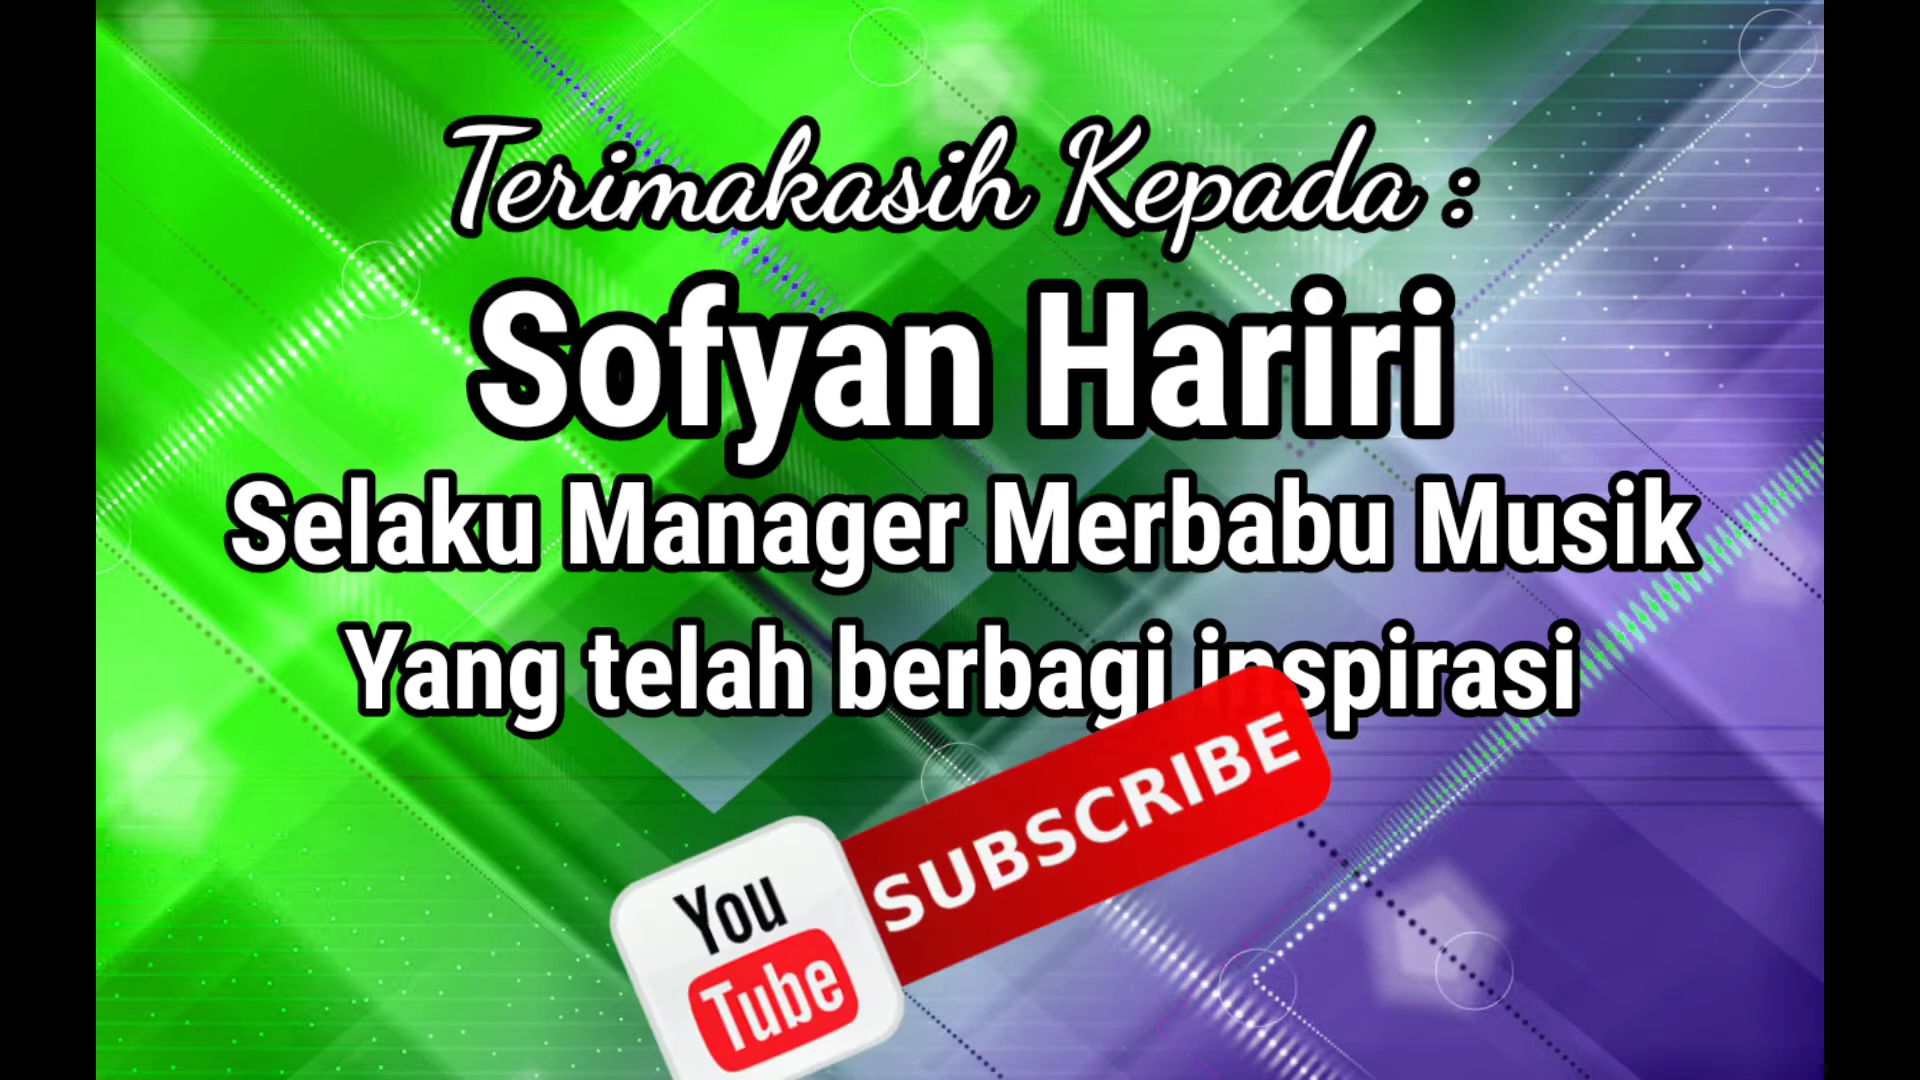 Terimakasih Kepada :
Sofyan Hariri
Selaku Manager Merbabu Musik
Yang telah berbagi inspirasi
SUBSCRIBE
You
Tube